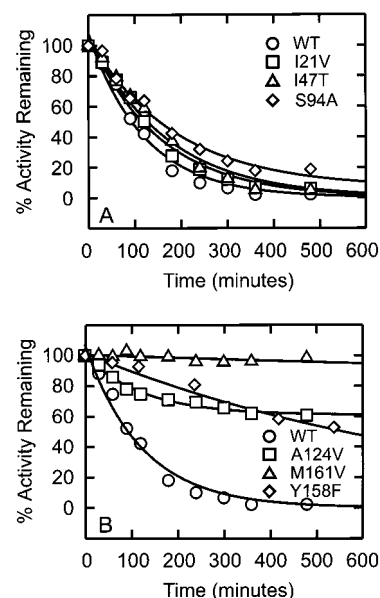 100
80
60
40
20
0
% Activity Remaining
A
WT
I21V
I47T
S94A
0 100 200 300 400 500 600
Time (minutes)
100
80
60
40
20
0
% Activity Remaining
B
WT
A124V
M161V
Y158F
0 100 200 300 400 500 600
Time (minutes)